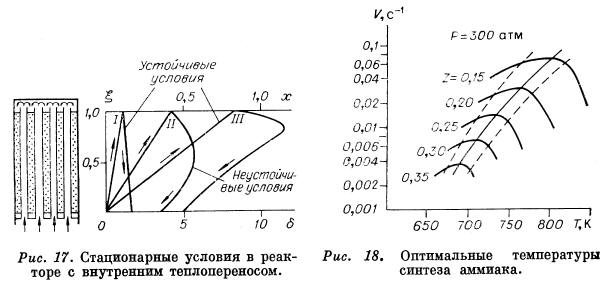 Устойчивые
условия
ξ
0,5
1,0
x
1,0
I
II
III
0,5
Неустойчи-
вые условия
0
5
10
δ
Рис. 17. Стационарные условия в реак-
торе с внутренним теплопереносом.
V, с⁻¹
P=300 атм
0,1
0,06
0,04
0,02
0,01
0,006
0,004
0,002
0,001
Z=0,15
0,20
0,25
0,30
0,35
650
700
750
800
T,К
Рис. 18. Оптимальные температуры
синтеза аммиака.